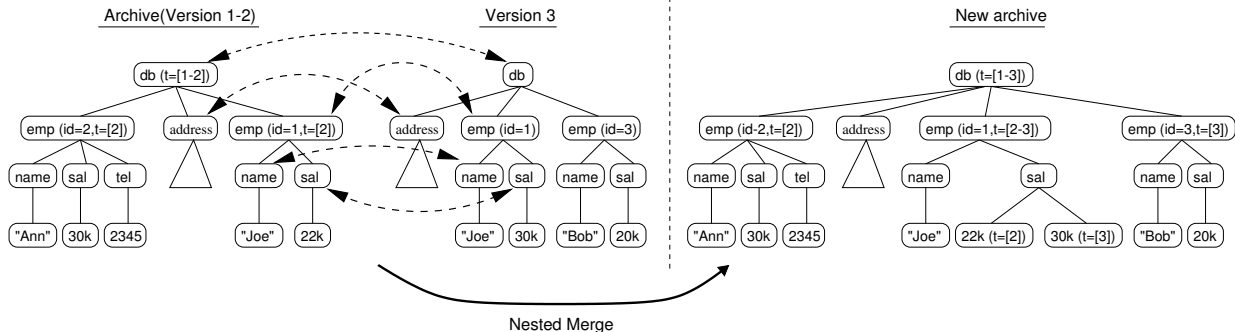 Archive(Version 1-2) Version 3 New archive
db (t=[1-2]) db db (t=[1-3])
emp (id=2,t=[2]) address emp (id=1,t=[2]) address emp (id=1) emp (id=3) emp (id-2,t=[2]) address emp (id=1,t=[2-3]) emp (id=3,t=[3])
name sal tel name sal name sal name sal name sal tel name sal name sal
"Ann" 30k 2345 "Joe" 22k "Joe" 30k "Bob" 20k "Ann" 30k 2345 "Joe" 22k (t=[2]) 30k (t=[3]) "Bob" 20k
Nested Merge